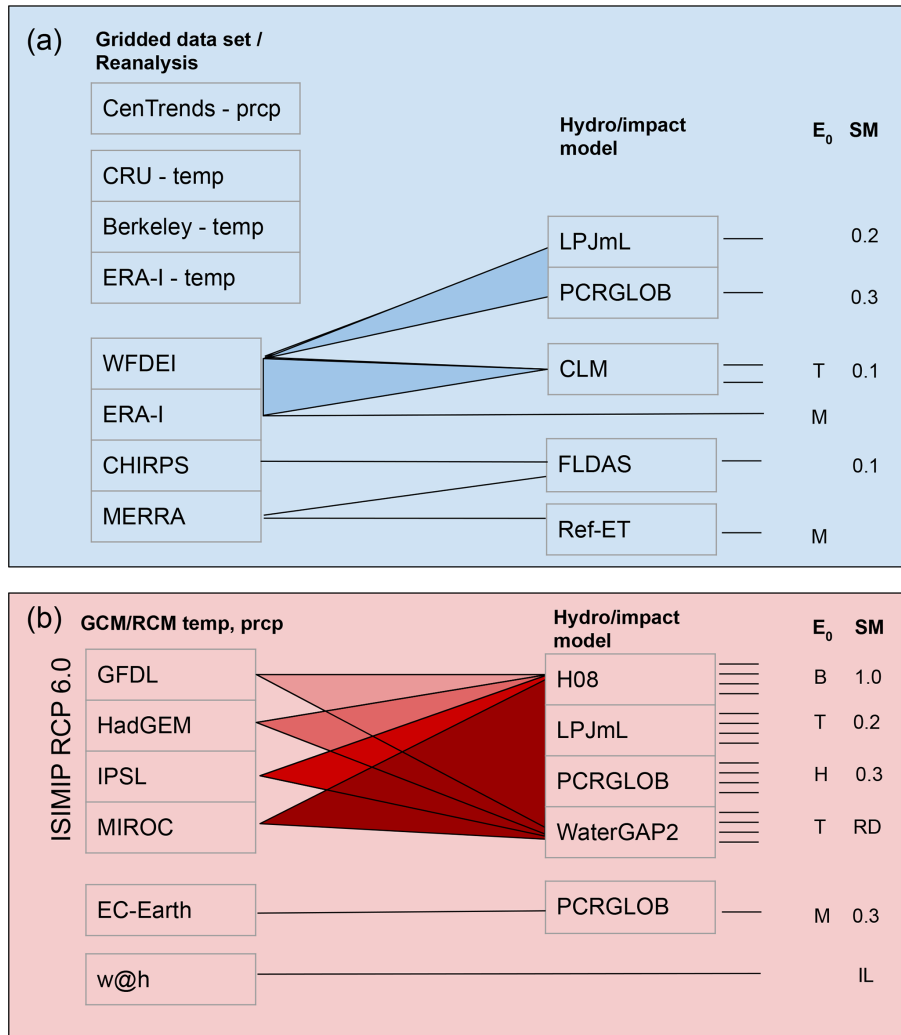 (a)
Gridded data set /
Reanalysis
CenTrends - prcp
CRU - temp
Berkeley - temp
ERA-I - temp
WFDEI
ERA-I
CHIRPS
MERRA
Hydro/impact
model
LPJmL
PCRGLOB
CLM
FLDAS
Ref-ET
E0 SM
0.2
0.3
T 0.1
M
0.1
M
(b)
GCM/RCM temp, prcp
ISIMIP RCP 6.0
GFDL
HadGEM
IPSL
MIROC
EC-Earth
w@h
Hydro/impact
model
H08
LPJmL
PCRGLOB
WaterGAP2
PCRGLOB
E0 SM
B 1.0
T 0.2
H 0.3
T RD
M 0.3
IL